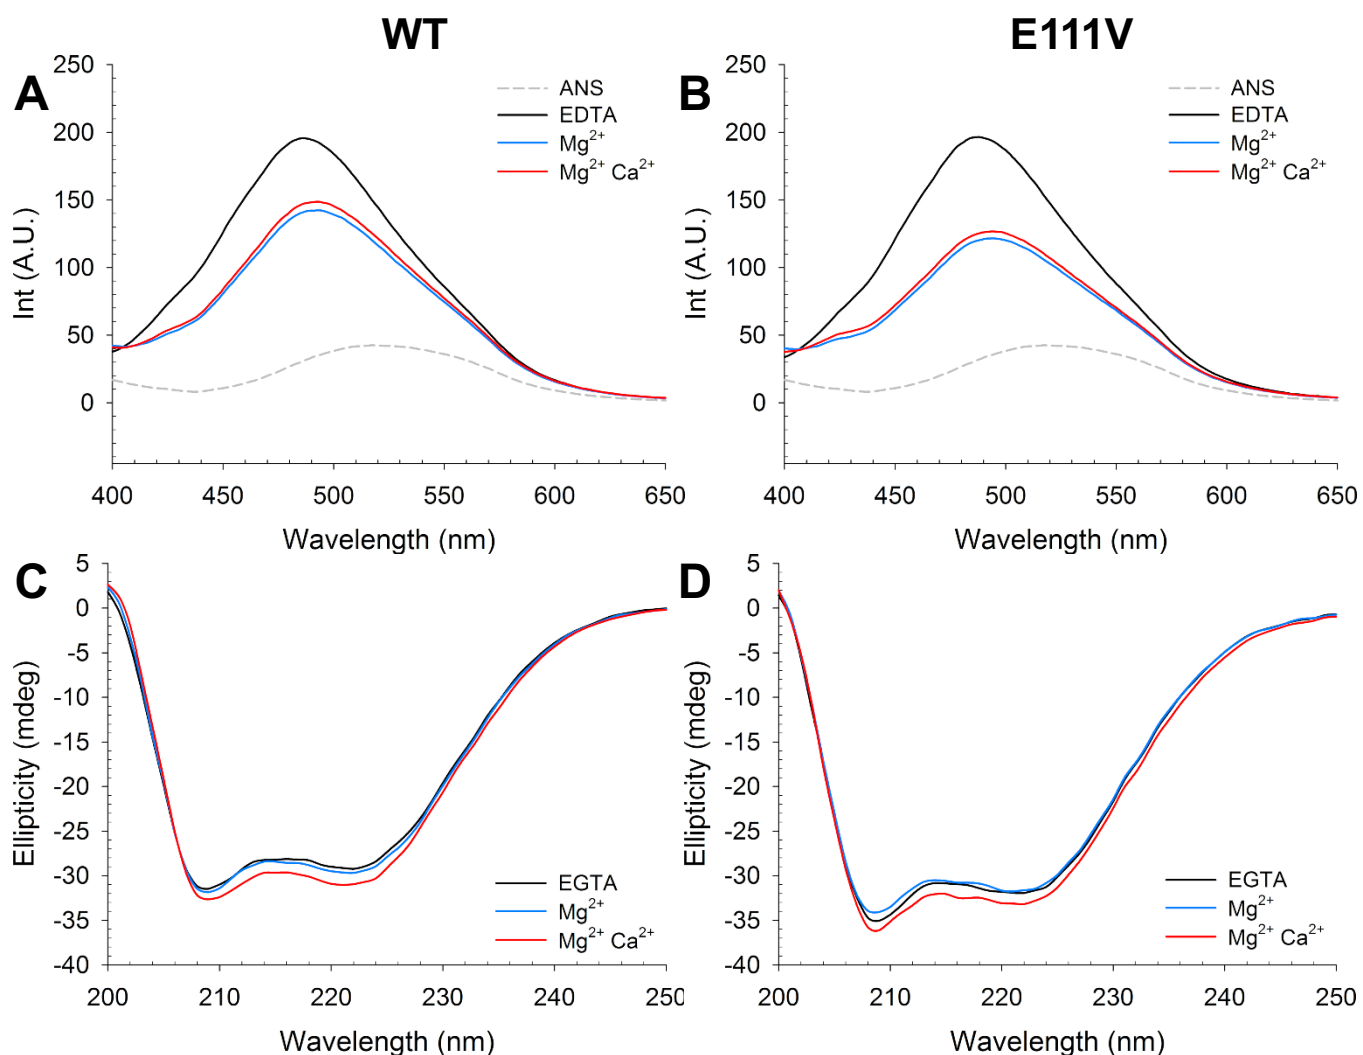 WT
E111V
A
250
200
150
100
50
0
Int (A.U.)
ANS
EDTA
Mg²⁺
Mg²⁺ Ca²⁺
400 450 500 550 600 650
Wavelength (nm)
B
250
200
150
100
50
0
Int (A.U.)
ANS
EDTA
Mg²⁺
Mg²⁺ Ca²⁺
400 450 500 550 600 650
Wavelength (nm)
C
5
0
-5
-10
-15
-20
-25
-30
-35
-40
Ellipticity (mdeg)
EGTA
Mg²⁺
Mg²⁺ Ca²⁺
200 210 220 230 240 250
Wavelength (nm)
D
5
0
-5
-10
-15
-20
-25
-30
-35
-40
Ellipticity (mdeg)
EGTA
Mg²⁺
Mg²⁺ Ca²⁺
200 210 220 230 240 250
Wavelength (nm)